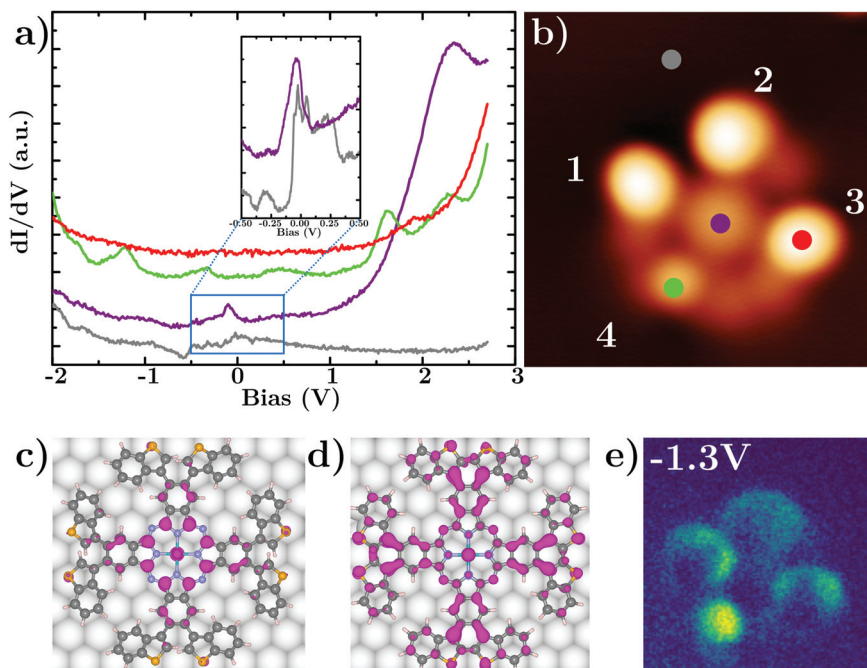 a)
dI/dV (a.u.)
-0.50 -0.25 0.00 0.25 0.50
Bias (V)
-2 -1 0 1 2 3
Bias (V)
b)
2
1
3
4
c)
d)
e)
-1.3V